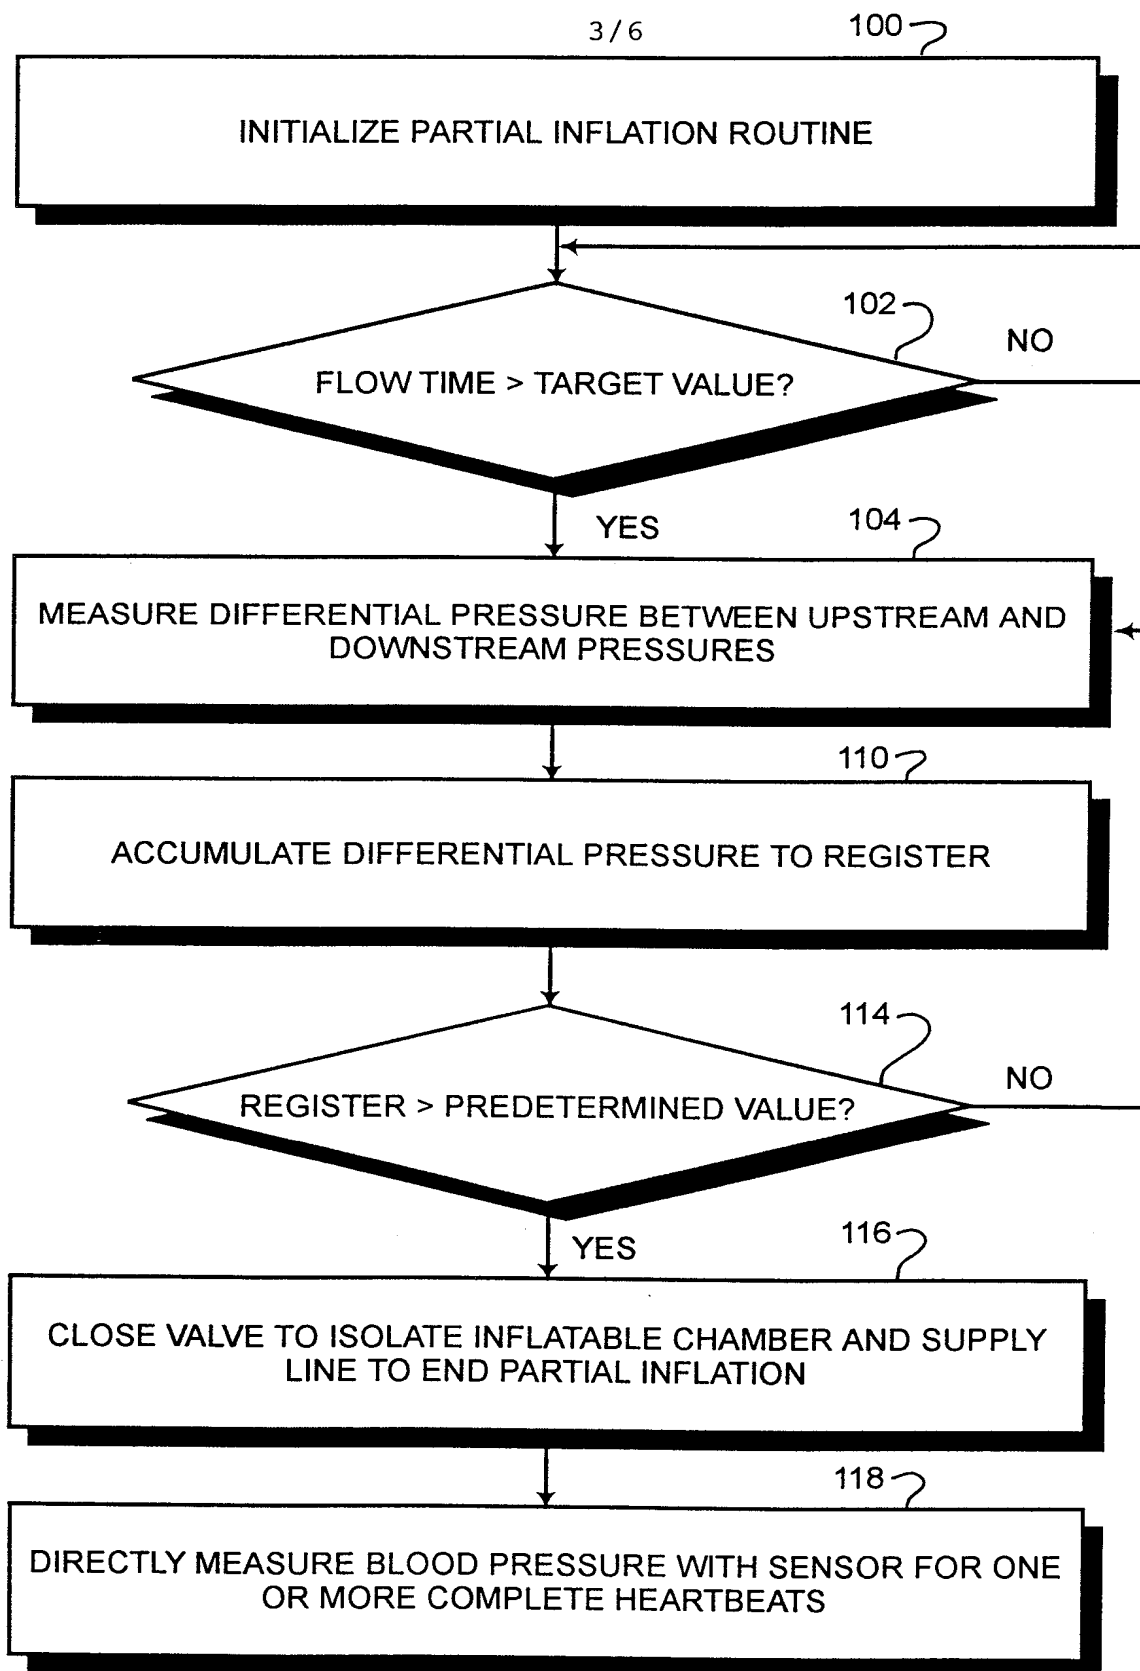 3/6
100
INITIALIZE PARTIAL INFLATION ROUTINE
102
NO
FLOW TIME > TARGET VALUE?
YES
104
MEASURE DIFFERENTIAL PRESSURE BETWEEN UPSTREAM AND
DOWNSTREAM PRESSURES
110
ACCUMULATE DIFFERENTIAL PRESSURE TO REGISTER
114
NO
REGISTER > PREDETERMINED VALUE?
YES
116
CLOSE VALVE TO ISOLATE INFLATABLE CHAMBER AND SUPPLY
LINE TO END PARTIAL INFLATION
118
DIRECTLY MEASURE BLOOD PRESSURE WITH SENSOR FOR ONE
OR MORE COMPLETE HEARTBEATS